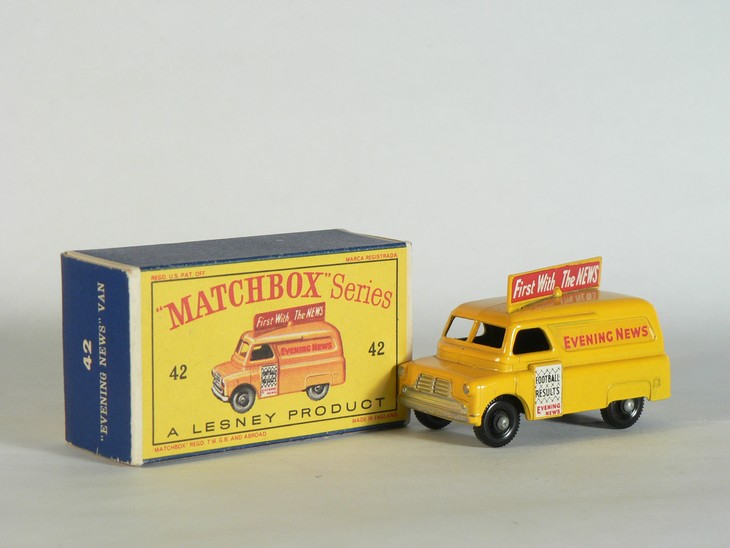 42
"EVENING NEWS" VAN
REGD. U.S. PAT. OFF.
MARCA REGISTRADA
"MATCHBOX" Series
First With The NEWS
EVENING NEWS
42
42
A LESNEY PRODUCT
MADE IN ENGLAND
"MATCHBOX" REGD. T'M. G.B. AND ABROAD
First With The NEWS
EVENING NEWS
FOOTBALL
RESULTS
EVENING
NEWS